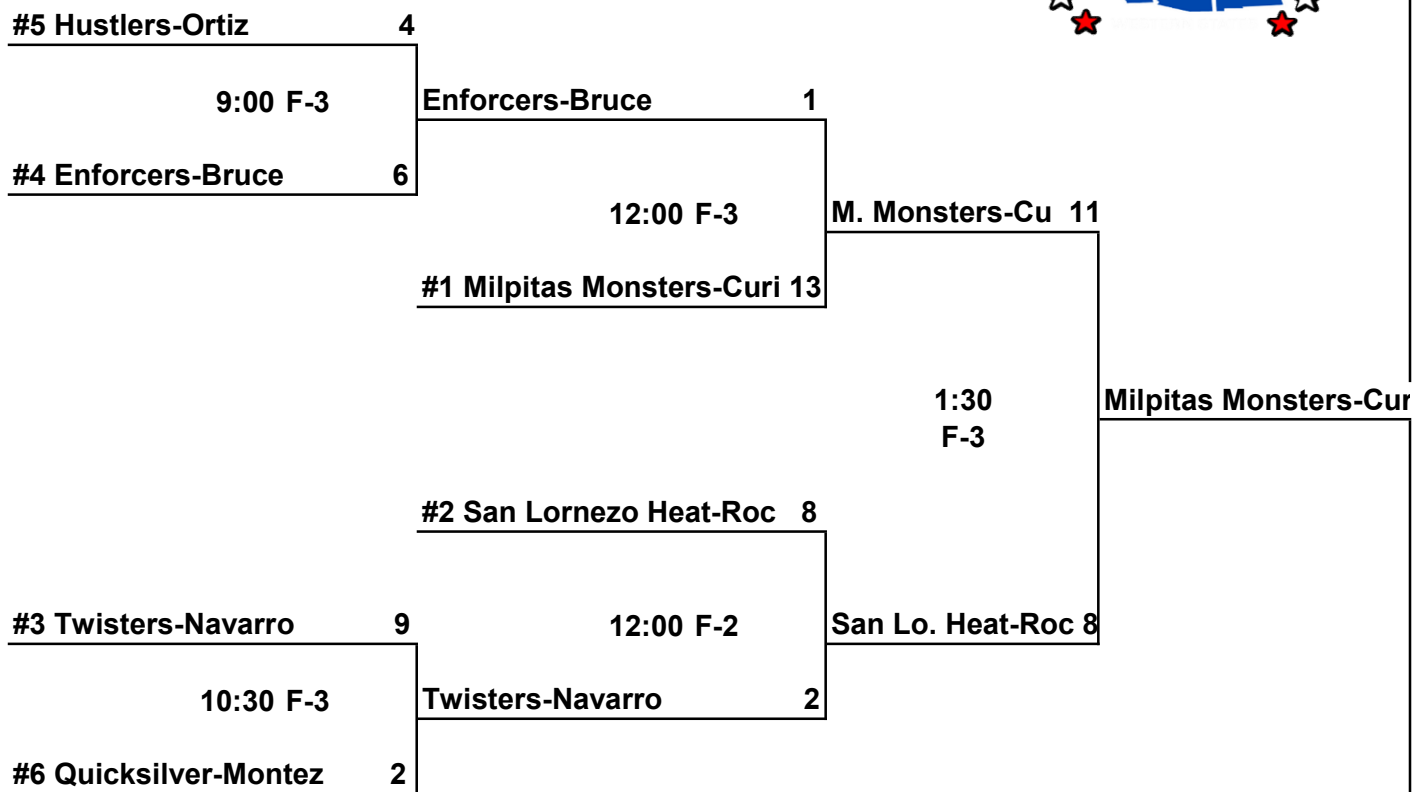 #5 Hustlers-Ortiz 4
9:00 F-3
Enforcers-Bruce 1
#4 Enforcers-Bruce 6
12:00 F-3
M. Monsters-Cu 11
#1 Milpitas Monsters-Curi 13
1:30
F-3
Milpitas Monsters-Cur
#2 San Lornezo Heat-Roc 8
#3 Twisters-Navarro 9
12:00 F-2
San Lo. Heat-Roc 8
10:30 F-3
Twisters-Navarro 2
#6 Quicksilver-Montez 2